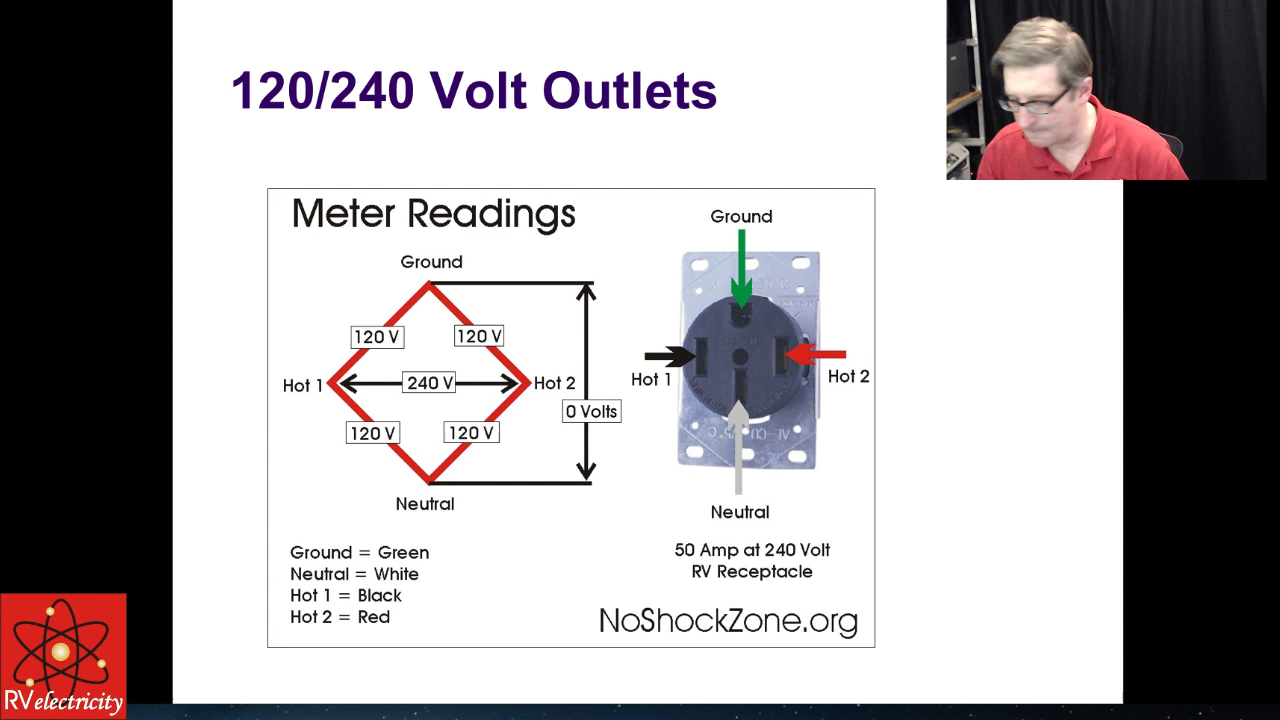 120/240 Volt Outlets
Meter Readings
Ground
120 V
120 V
Hot 1
240 V
Hot 2
0 Volts
120 V
120 V
Neutral
Ground = Green
Neutral = White
Hot 1 = Black
Hot 2 = Red
Ground
Hot 1
Hot 2
Neutral
50 Amp at 240 Volt
RV Receptacle
NoShockZone.org
RVelectricity